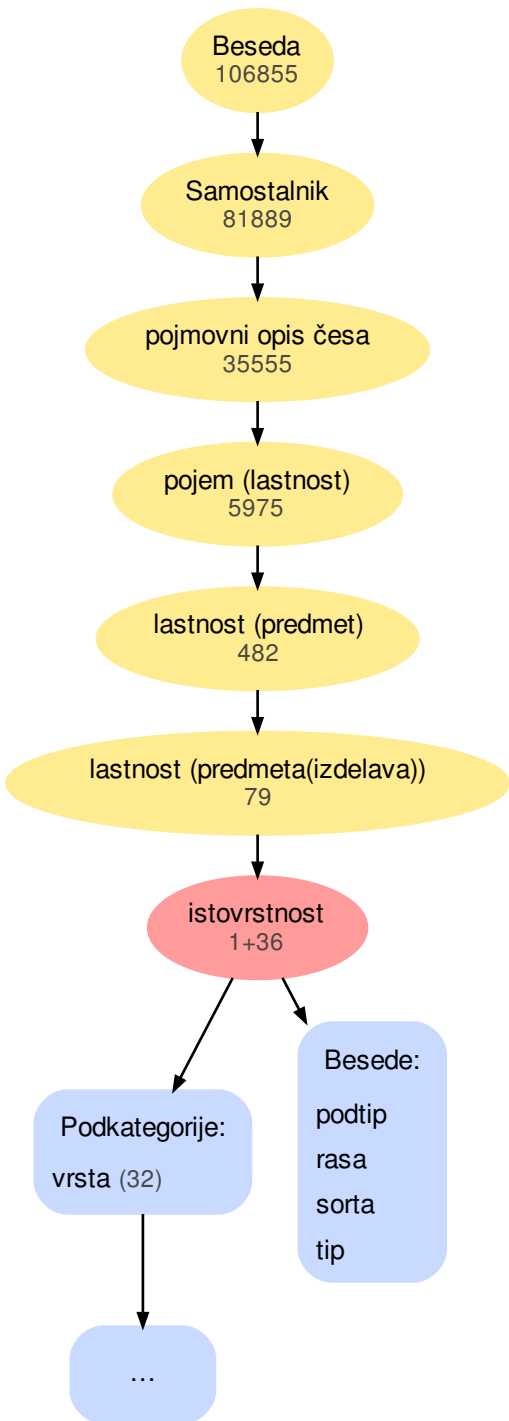 Beseda
106855
Samostalnik
81889
pojmovni opis česa
35555
pojem (lastnost)
5975
lastnost (predmet)
482
lastnost (predmeta(izdelava))
79
istovrstnost
1+36
Podkategorije:
vrsta (32)
...
Besede:
podtip
rasa
sorta
tip